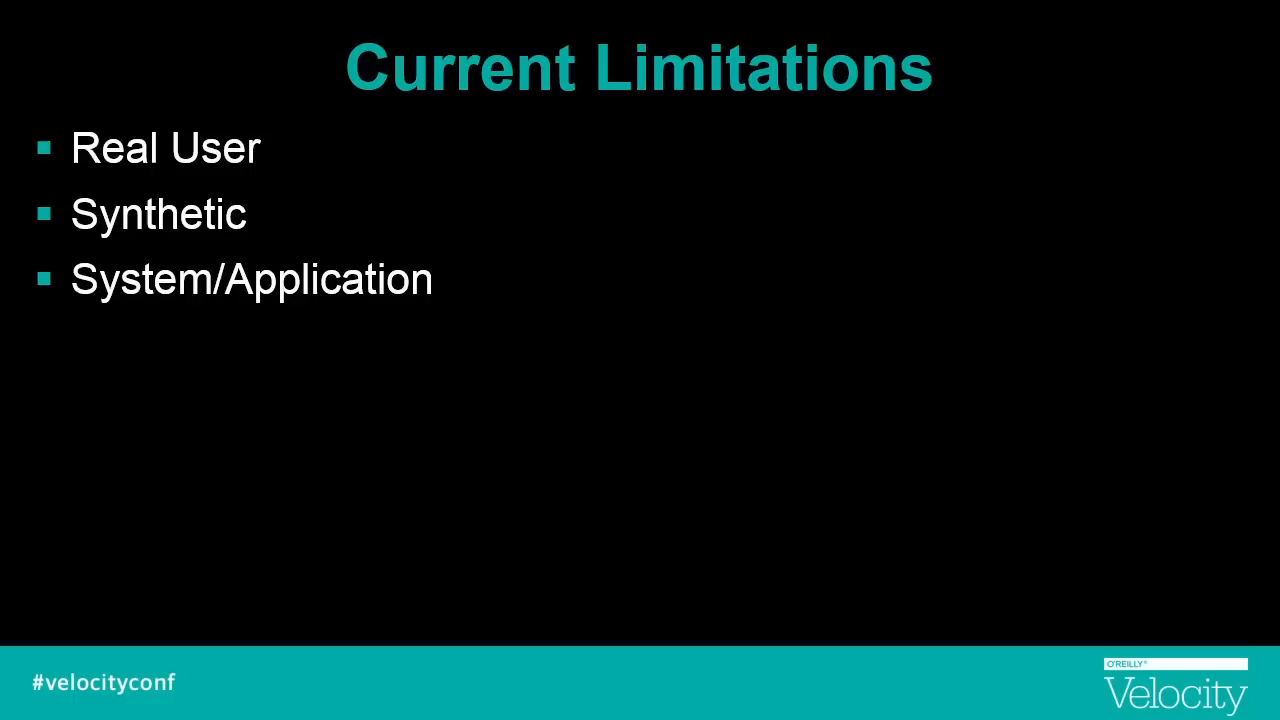 Current Limitations
Real User
Synthetic
System/Application
#velocityconf
O'REILLY®
Velocity